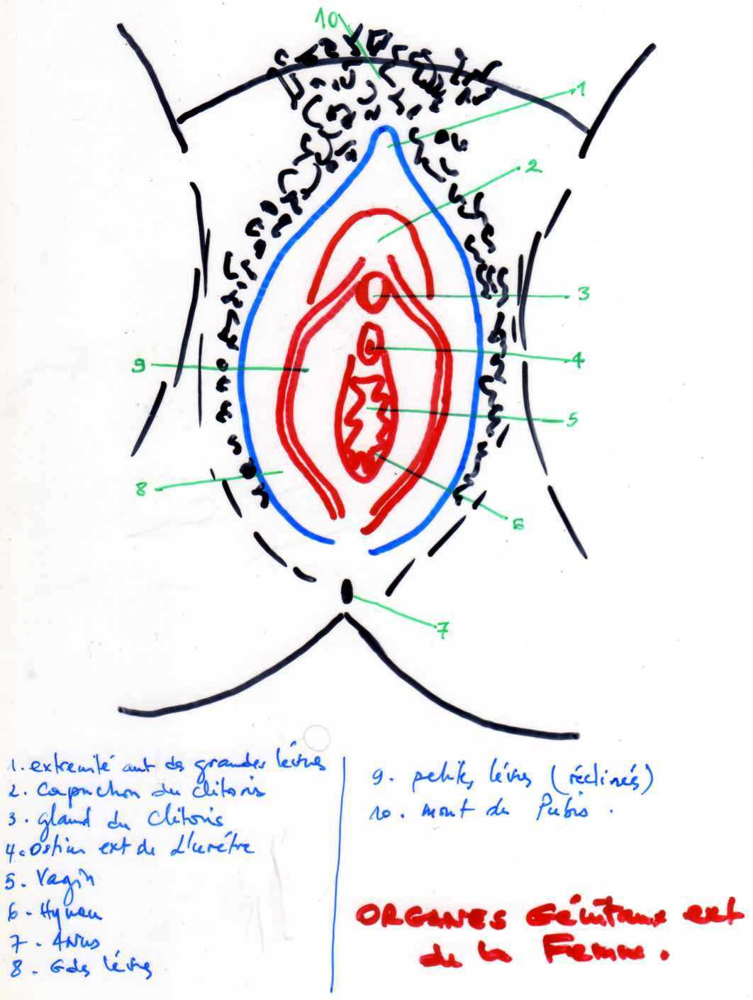 10
1
2
3
4
9
5
8
6
7
1. extremité ant des grandes lèvres
2. Capuchon du clitoris
3. gland du clitoris
4. Ostium ext de L'urétre
5. Vagin
6 - Hymen
7 - Anus
8 - Gdes lèvres
9. petites lèvres (réclinées)
10. mont du Pubis.
ORGANES Génitaux ext
de la Femme.